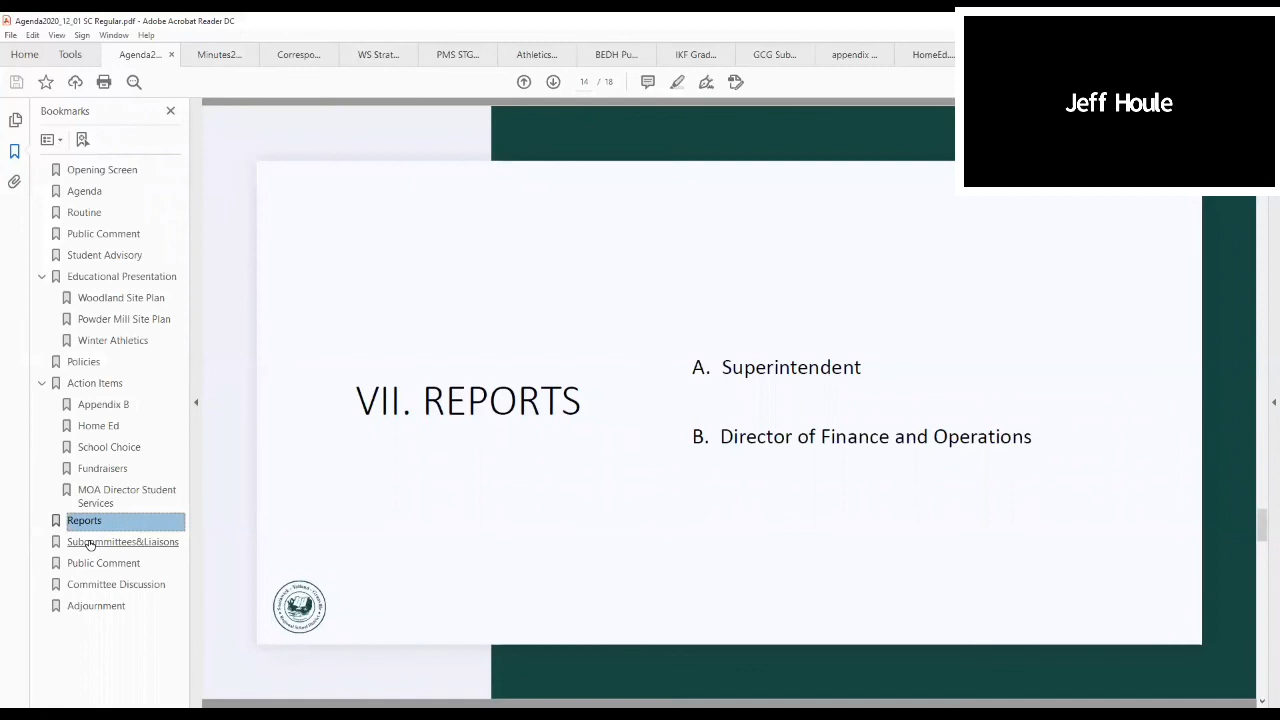 Agenda2020_12_01 SC Regular.pdf - Adobe Acrobat Reader DC
File Edit View Sign Window Help
Home Tools Agenda2... Minutes2... Correspo... WS Strat... PMS STG... Athletics... BEDH Pu... IKF Grad... GCG Sub... appendix ... HomeEd...
14 / 18
Jeff Houle
Bookmarks
Opening Screen
Agenda
Routine
Public Comment
Student Advisory
Educational Presentation
Woodland Site Plan
Powder Mill Site Plan
Winter Athletics
Policies
Action Items
Appendix B
Home Ed
School Choice
Fundraisers
MOA Director Student
Services
Reports
Subcommittees&Liaisons
Public Comment
Committee Discussion
Adjournment
VII. REPORTS
A. Superintendent
B. Director of Finance and Operations